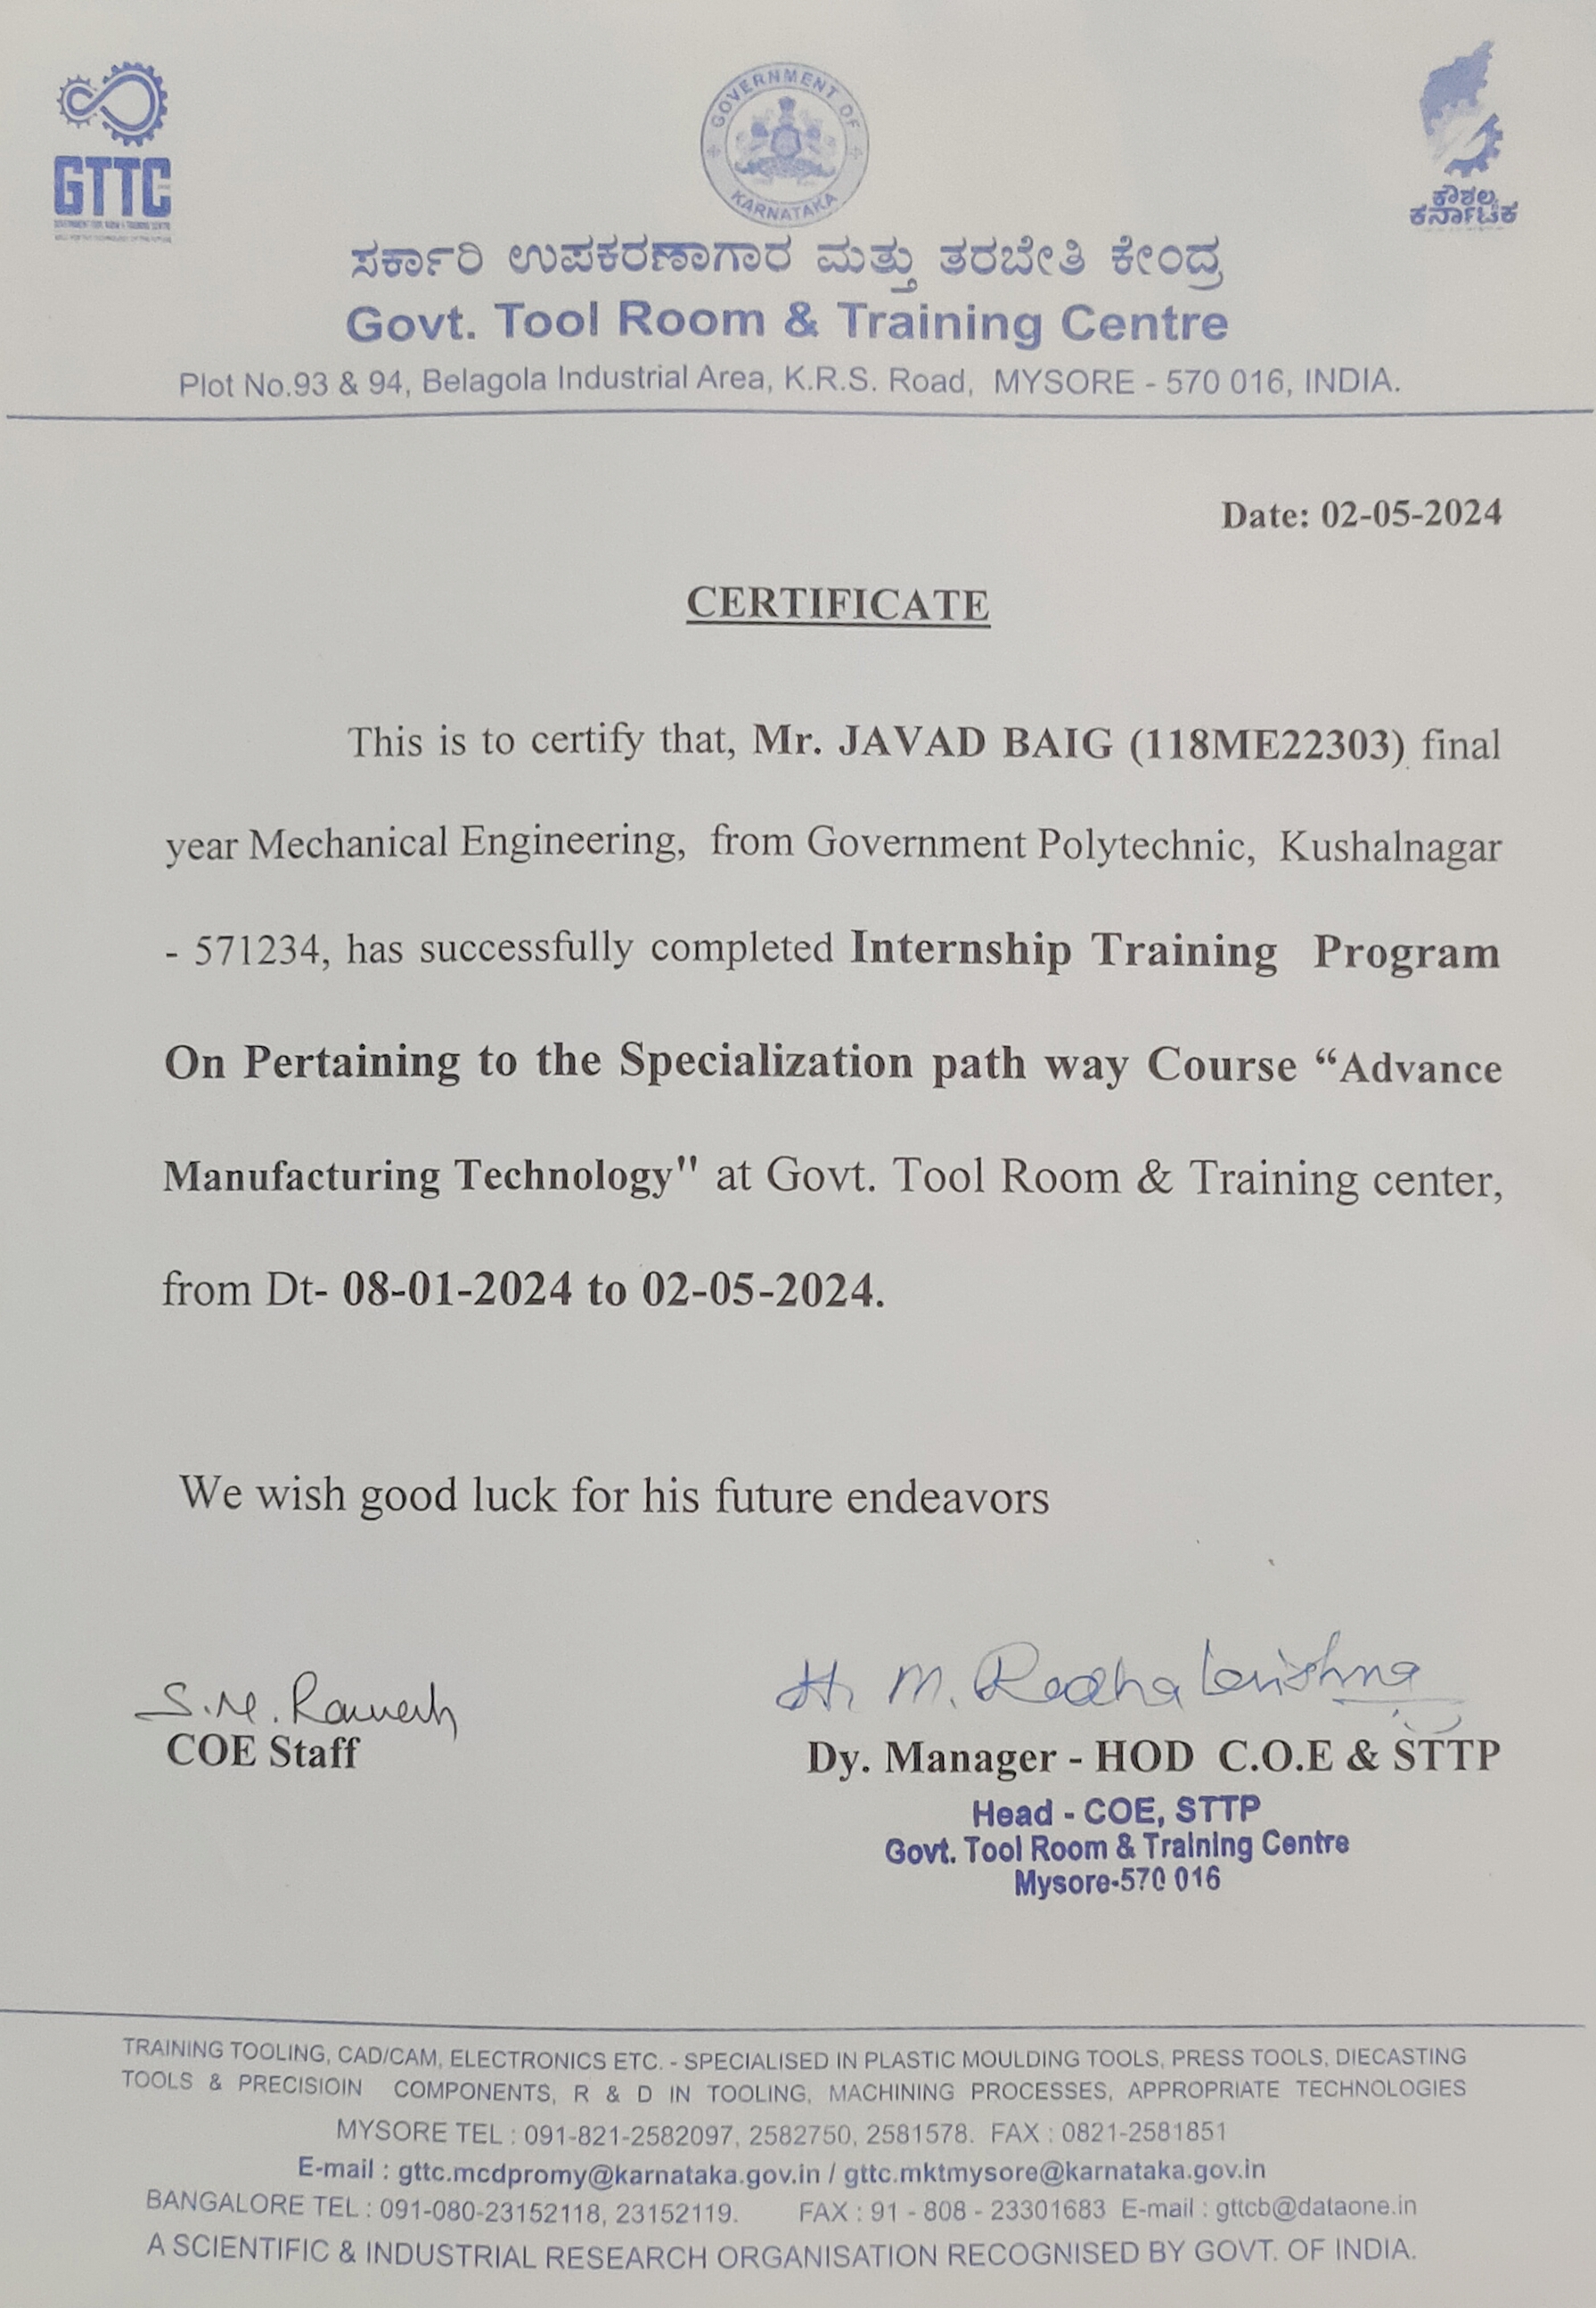 GTTC
GOVERNMENT OF
KARNATAKA
ಕೌಶಲ್ಯ
ಕರ್ನಾಟಕ
ಸರ್ಕಾರಿ ಉಪಕರಣಾಗಾರ ಮತ್ತು ತರಬೇತಿ ಕೇಂದ್ರ
Govt. Tool Room & Training Centre
Plot No.93 & 94, Belagola Industrial Area, K.R.S. Road, MYSORE - 570 016, INDIA.
Date: 02-05-2024
CERTIFICATE
This is to certify that, Mr. JAVAD BAIG (118ME22303) final
year Mechanical Engineering, from Government Polytechnic, Kushalnagar
- 571234, has successfully completed Internship Training Program
On Pertaining to the Specialization path way Course “Advance
Manufacturing Technology" at Govt. Tool Room & Training center,
from Dt- 08-01-2024 to 02-05-2024.
We wish good luck for his future endeavors
S.M. Ramesh
H. M. Radhakrishna
COE Staff
Dy. Manager - HOD C.O.E & STTP
Head - COE, STTP
Govt. Tool Room & Training Centre
Mysore-570 016
TRAINING TOOLING, CAD/CAM, ELECTRONICS ETC. - SPECIALISED IN PLASTIC MOULDING TOOLS, PRESS TOOLS, DIECASTING
TOOLS & PRECISIOIN COMPONENTS, R & D IN TOOLING, MACHINING PROCESSES, APPROPRIATE TECHNOLOGIES
MYSORE TEL : 091-821-2582097, 2582750, 2581578. FAX : 0821-2581851
E-mail : gttc.mcdpromy@karnataka.gov.in / gttc.mktmysore@karnataka.gov.in
BANGALORE TEL : 091-080-23152118, 23152119. FAX : 91 - 808 - 23301683 E-mail : gttcb@dataone.in
A SCIENTIFIC & INDUSTRIAL RESEARCH ORGANISATION RECOGNISED BY GOVT. OF INDIA.